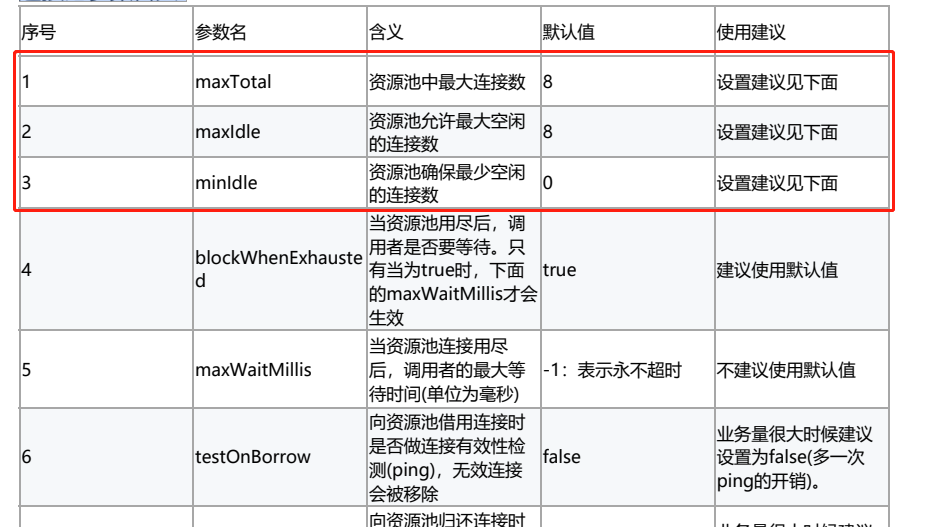 序号 参数名 含义 默认值 使用建议
1 maxTotal 资源池中最大连接数 8 设置建议见下面
2 maxIdle 资源池允许最大空闲
的连接数 8 设置建议见下面
3 minIdle 资源池确保最少空闲
的连接数 0 设置建议见下面
4 blockWhenExhauste
d 当资源池用尽后，调
用者是否要等待。只
有当为true时，下面
的maxWaitMillis才会
生效 true 建议使用默认值
5 maxWaitMillis 当资源池连接用尽
后，调用者的最大等
待时间(单位为毫秒) -1：表示永不超时 不建议使用默认值
6 testOnBorrow 向资源池借用连接时
是否做连接有效性检
测(ping)，无效连接
会被移除 false 业务量很大时候建议
设置为false(多一次
ping的开销)。
向资源池归还连接时 业务量很大时候建议